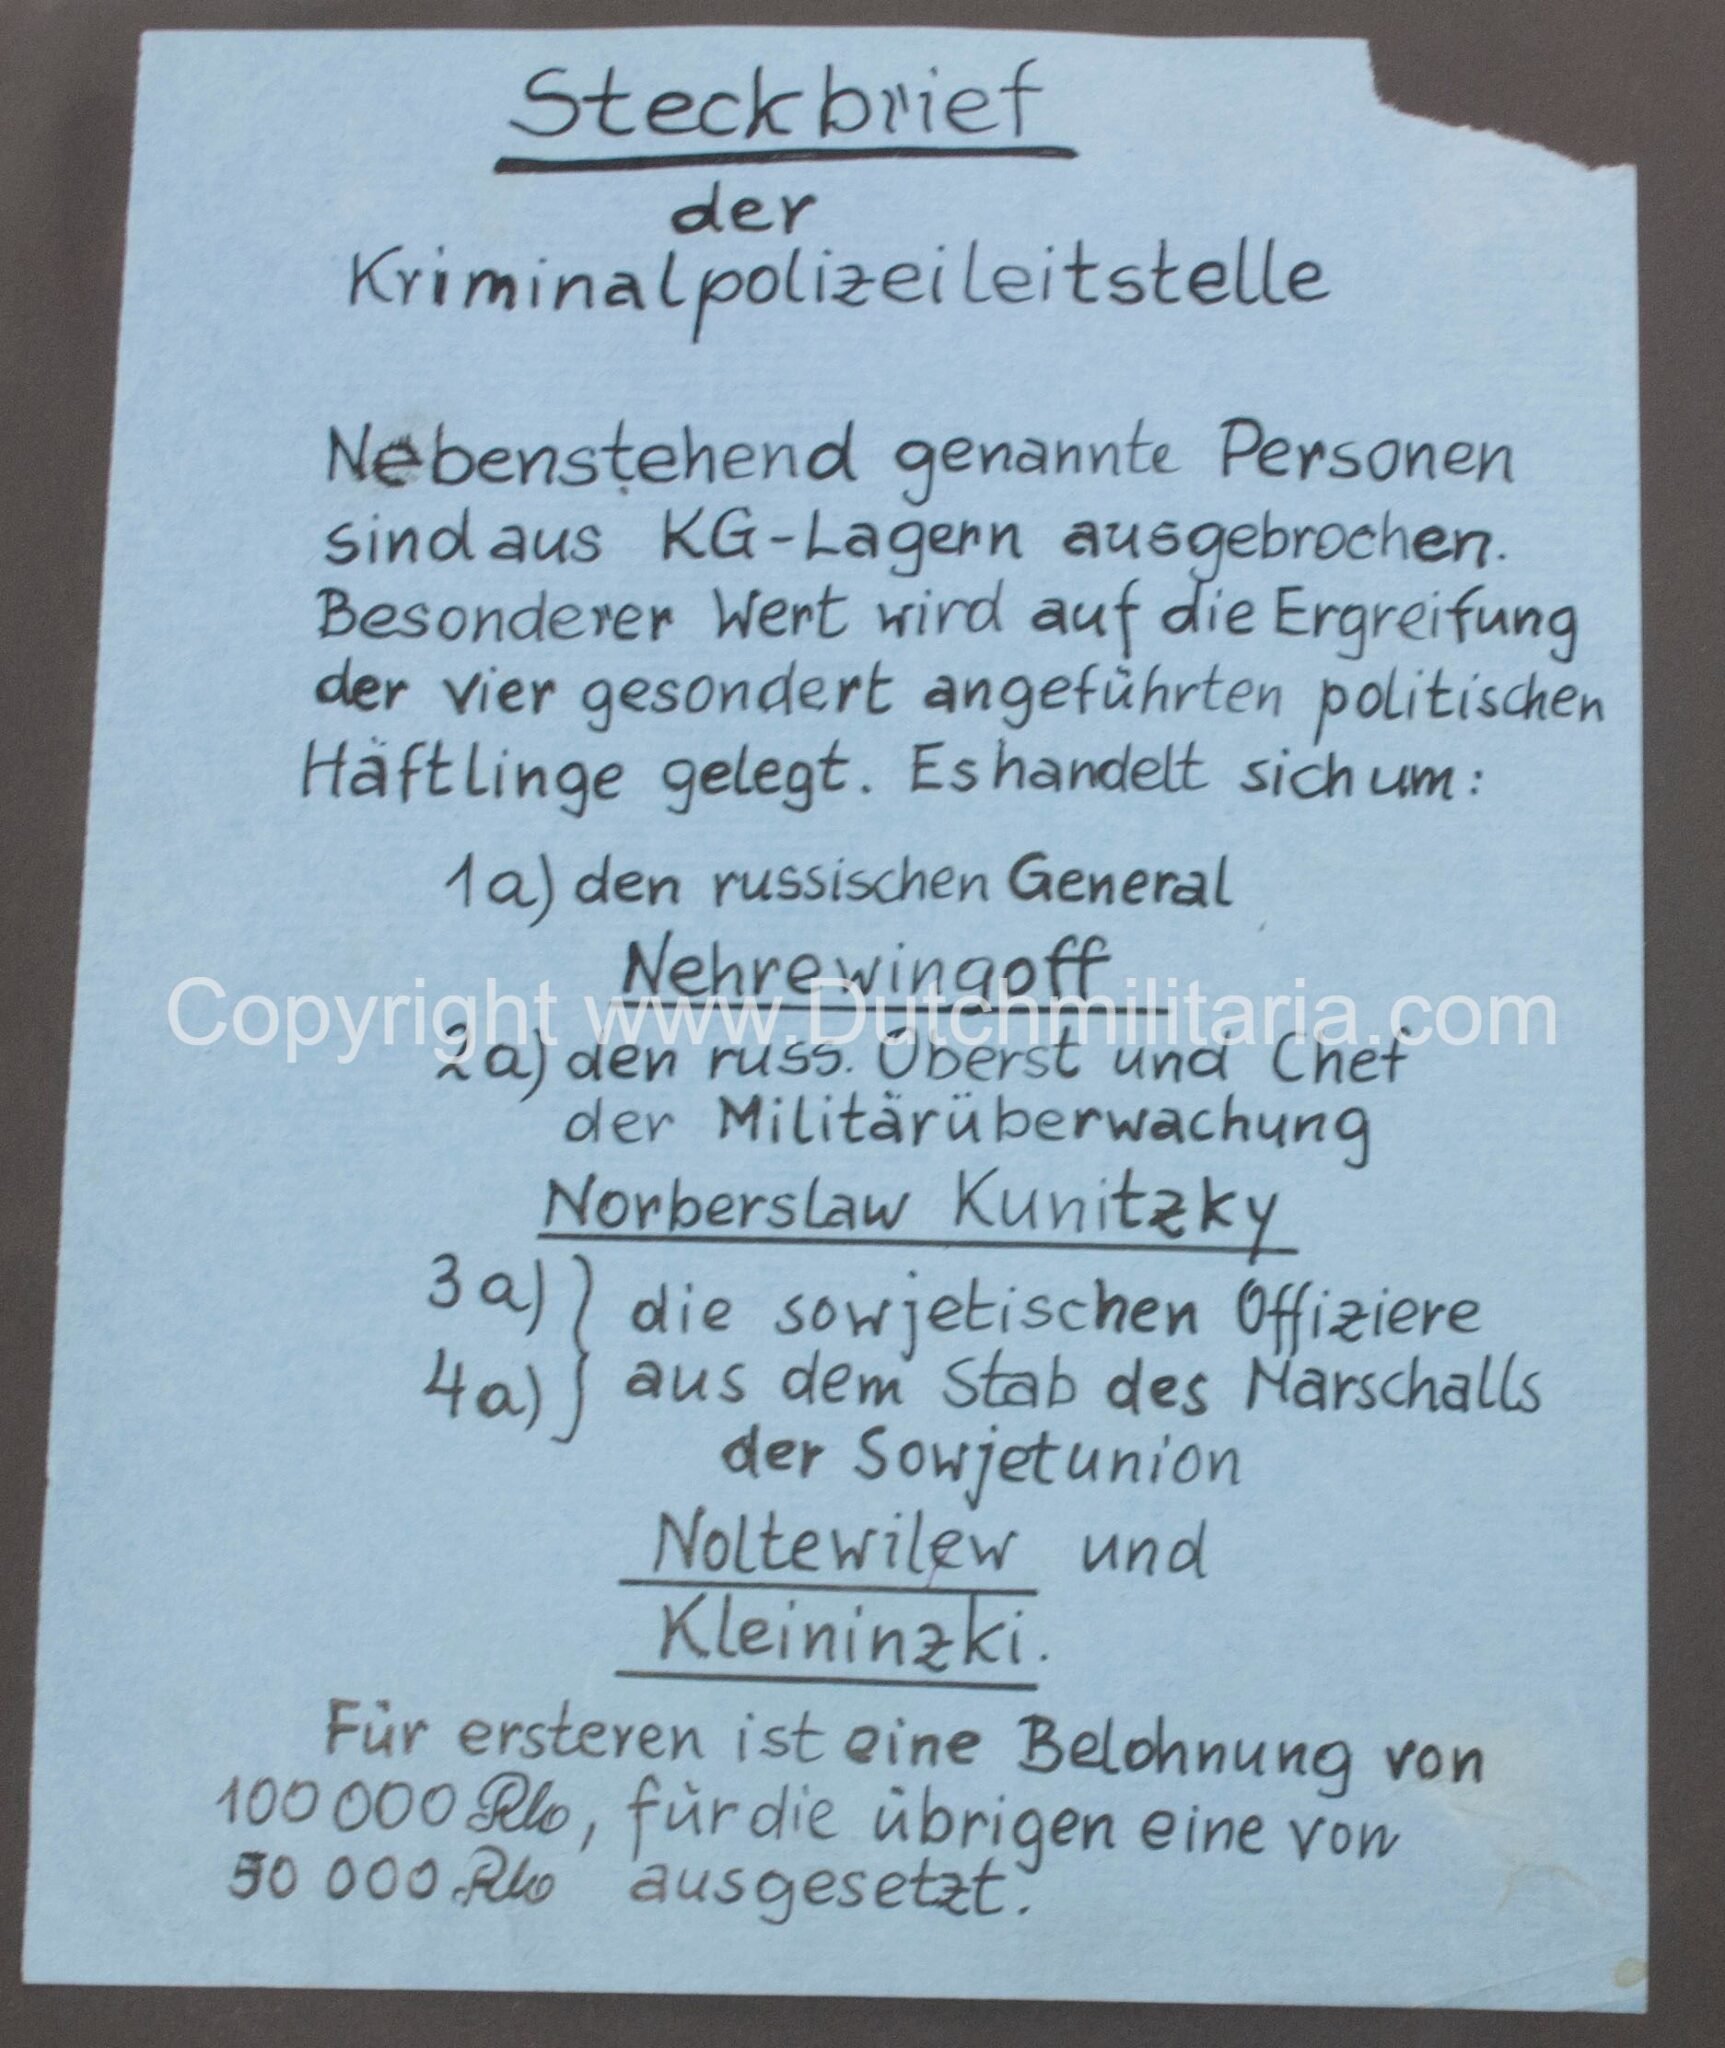 Steckbrief
der
Kriminalpolizeileitstelle
Nebenstehend genannte Personen
sind aus KG-Lagern ausgebrochen.
Besonderer Wert wird auf die Ergreifung
der vier gesondert angeführten politischen
Häftlinge gelegt. Es handelt sich um:
1a) den russischen General
Nehrewingoff
Copyright www.Dutchmilitaria.com
2a) den russ. Oberst und Chef
der Militärüberwachung
Norberslaw Kunitzky
3a) } die sowjetischen Offiziere
4a) } aus dem Stab des Marschalls
der Sowjetunion
Noltewilew und
Kleininzki.
Für ersteren ist eine Belohnung von
100 000 , für die übrigen eine von
50 000 ausgesetzt.